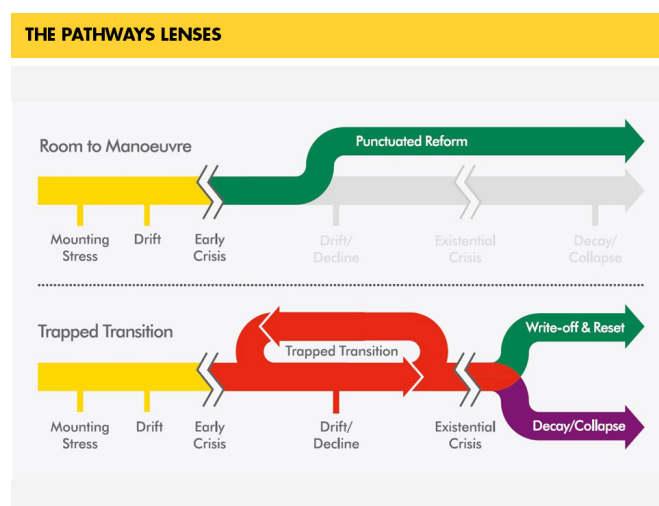 THE PATHWAYS LENSES
Room to Manoeuvre
Punctuated Reform
Mounting
Stress
Drift
Early
Crisis
Drift/
Decline
Existential
Crisis
Decay/
Collapse
Trapped Transition
Write-off & Reset
Trapped Transition
Mounting
Stress
Drift
Early
Crisis
Drift/
Decline
Existential
Crisis
Decay/Collapse